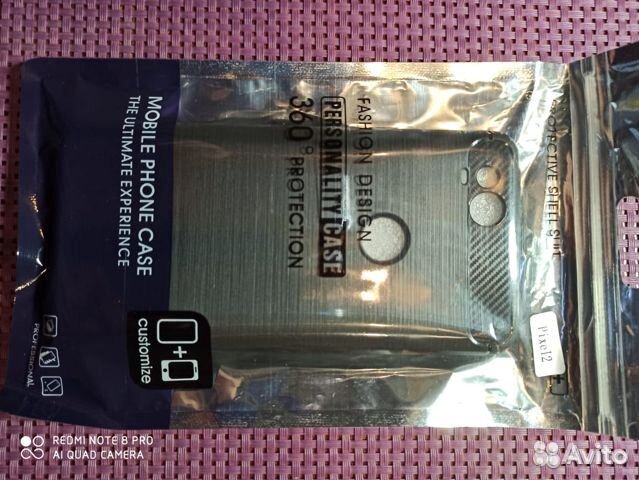 MOBILE PHONE CASE
THE ULTIMATE EXPERIENCE
FASHION DESIGN
PERSONALITY CASE
360° PROTECTION
PROTECTIVE SHELL
Pixel2
customize
PROFESSIONAL
REDMI NOTE 8 PRO
AI QUAD CAMERA
Avito